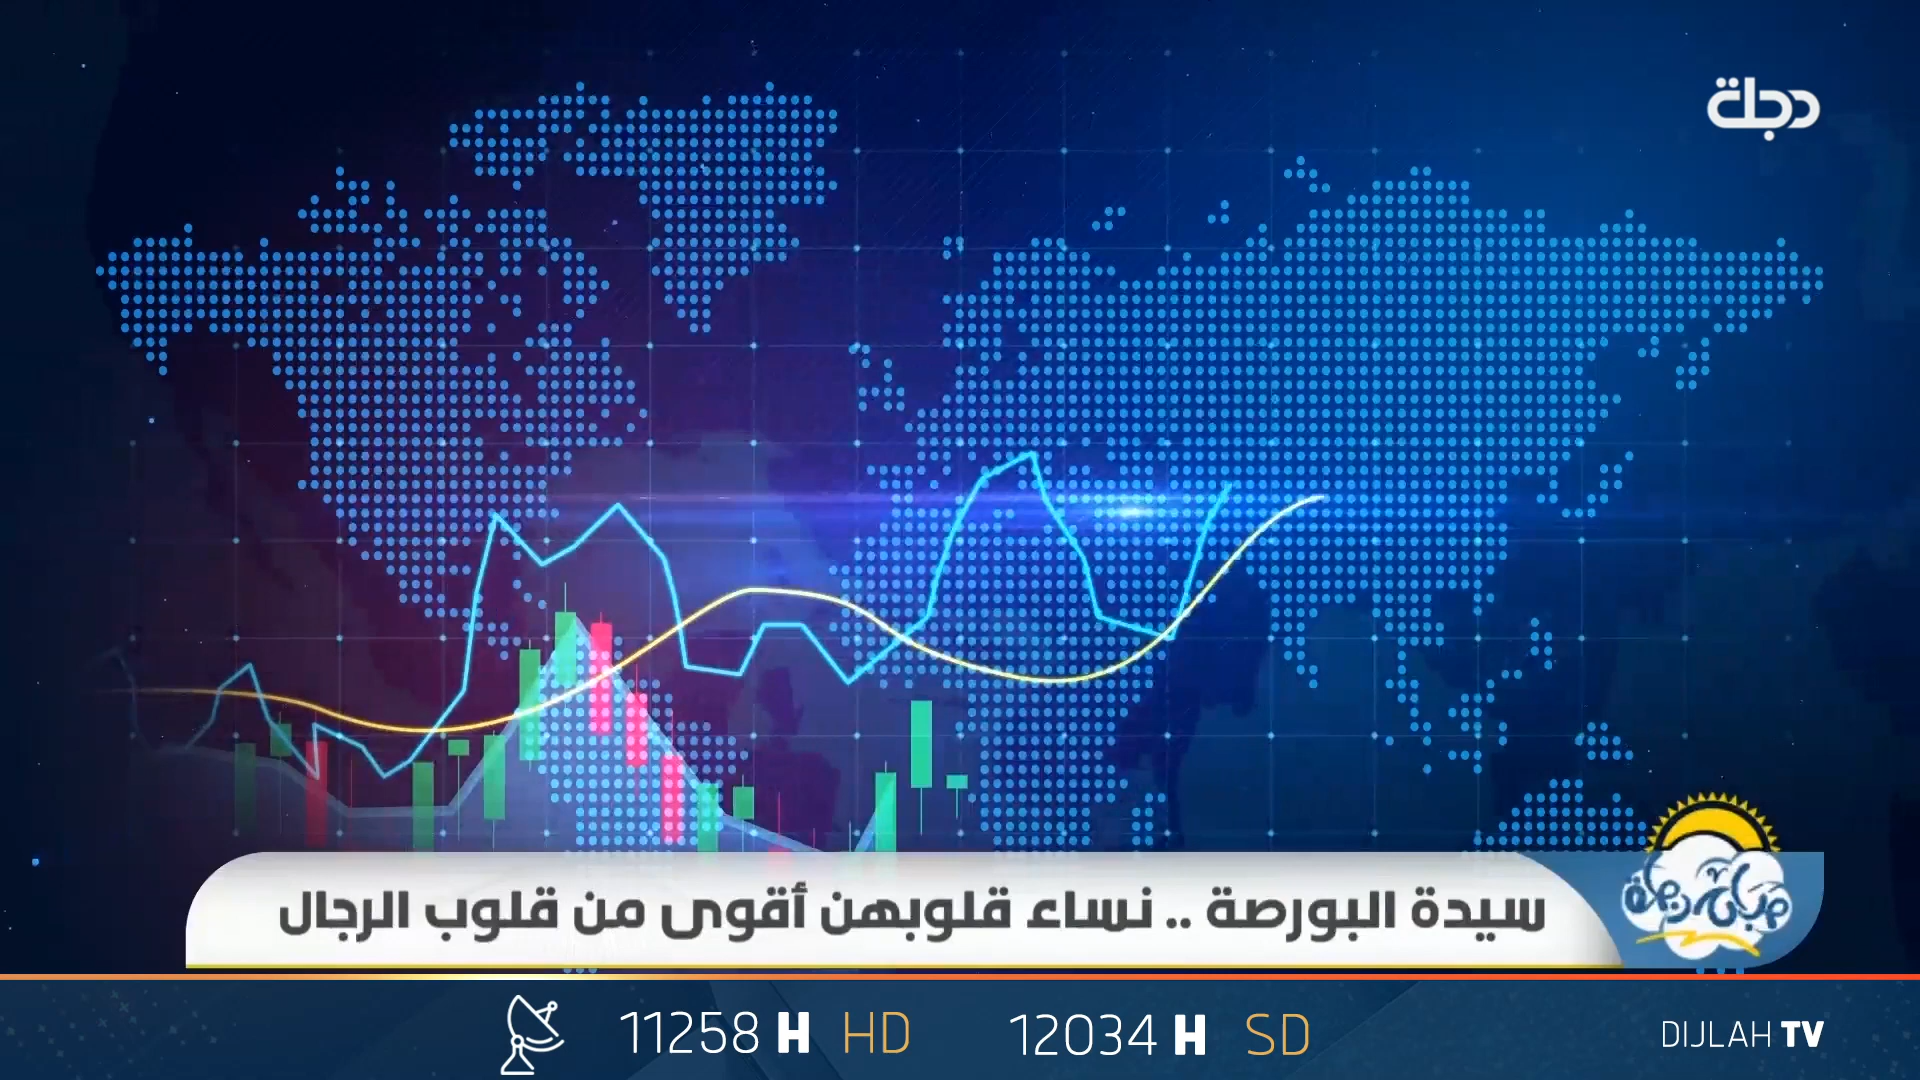 دجلة
سيدة البورصة .. نساء قلوبهن أقوى من قلوب الرجال
صباح دجلة
11258 H HD 12034 H SD DIJLAH TV